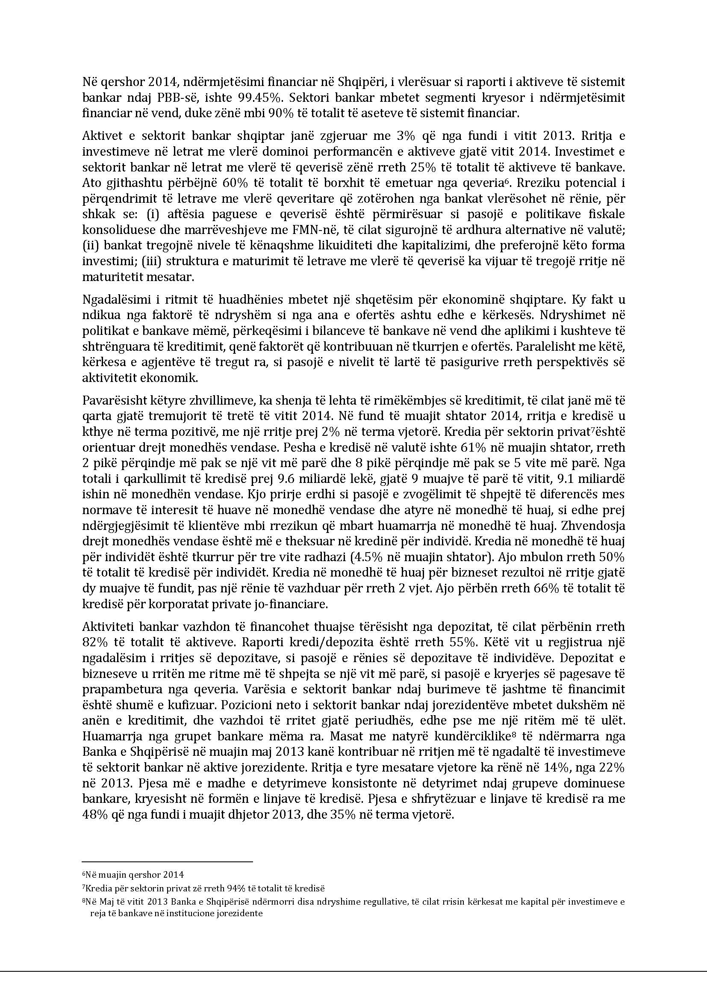 Në qershor 2014, ndërmjetësimi financiar në Shqipëri, i vlerësuar si raporti i aktiveve të sistemit
bankar ndaj PBB-së, ishte 99.45%. Sektori bankar mbetet segmenti kryesor i ndërmjetësimit
financiar në vend, duke zënë mbi 90% të totalit të aseteve të sistemit financiar.
Aktivet e sektorit bankar shqiptar janë zgjeruar me 3% që nga fundi i vitit 2013. Rritja e
investimeve në letrat me vlerë dominoi performancën e aktiveve gjatë vitit 2014. Investimet e
sektorit bankar në letrat me vlerë të qeverisë zënë rreth 25% të totalit të aktiveve të bankave.
Ato gjithashtu përbëjnë 60% të totalit të borxhit të emetuar nga qeveria⁶. Rreziku potencial i
përqendrimit të letrave me vlerë qeveritare që zotërohen nga bankat vlerësohet në rënie, për
shkak se: (i) aftësia paguese e qeverisë është përmirësuar si pasojë e politikave fiskale
konsoliduese dhe marrëveshjeve me FMN-në, të cilat sigurojnë të ardhura alternative në valutë;
(ii) bankat tregojnë nivele të kënaqshme likuiditeti dhe kapitalizimi, dhe preferojnë këto forma
investimi; (iii) struktura e maturimit të letrave me vlerë të qeverisë ka vijuar të tregojë rritje në
maturitetit mesatar.
Ngadalësimi i ritmit të huadhënies mbetet një shqetësim për ekonominë shqiptare. Ky fakt u
ndikua nga faktorë të ndryshëm si nga ana e ofertës ashtu edhe e kërkesës. Ndryshimet në
politikat e bankave mëmë, përkeqësimi i bilanceve të bankave në vend dhe aplikimi i kushteve të
shtrënguara të kreditimit, qenë faktorët që kontribuuan në tkurrjen e ofertës. Paralelisht me këtë,
kërkesa e agjentëve të tregut ra, si pasojë e nivelit të lartë të pasigurive rreth perspektivës së
aktivitetit ekonomik.
Pavarësisht këtyre zhvillimeve, ka shenja të lehta të rimëkëmbjes së kreditimit, të cilat janë më të
qarta gjatë tremujorit të tretë të vitit 2014. Në fund të muajit shtator 2014, rritja e kredisë u
kthye në terma pozitivë, me një rritje prej 2% në terma vjetorë. Kredia për sektorin privat⁷është
orientuar drejt monedhës vendase. Pesha e kredisë në valutë ishte 61% në muajin shtator, rreth
2 pikë përqindje më pak se një vit më parë dhe 8 pikë përqindje më pak se 5 vite më parë. Nga
totali i qarkullimit të kredisë prej 9.6 miliardë lekë, gjatë 9 muajve të parë të vitit, 9.1 miliardë
ishin në monedhën vendase. Kjo prirje erdhi si pasojë e zvogëlimit të shpejtë të diferencës mes
normave të interesit të huave në monedhë vendase dhe atyre në monedhë të huaj, si edhe prej
ndërgjegjësimit të klientëve mbi rrezikun që mbart huamarrja në monedhë të huaj. Zhvendosja
drejt monedhës vendase është më e theksuar në kredinë për individë. Kredia në monedhë të huaj
për individët është tkurrur për tre vite radhazi (4.5% në muajin shtator). Ajo mbulon rreth 50%
të totalit të kredisë për individët. Kredia në monedhë të huaj për bizneset rezultoi në rritje gjatë
dy muajve të fundit, pas një rënie të vazhduar për rreth 2 vjet. Ajo përbën rreth 66% të totalit të
kredisë për korporatat private jo-financiare.
Aktiviteti bankar vazhdon të financohet thuajse tërësisht nga depozitat, të cilat përbënin rreth
82% të totalit të aktiveve. Raporti kredi/depozita është rreth 55%. Këtë vit u regjistrua një
ngadalësim i rritjes së depozitave, si pasojë e rënies së depozitave të individëve. Depozitat e
bizneseve u rritën me ritme më të shpejta se një vit më parë, si pasojë e kryerjes së pagesave të
prapambetura nga qeveria. Varësia e sektorit bankar ndaj burimeve të jashtme të financimit
është shumë e kufizuar. Pozicioni neto i sektorit bankar ndaj jorezidentëve mbetet dukshëm në
anën e kreditimit, dhe vazhdoi të rritet gjatë periudhës, edhe pse me një ritëm më të ulët.
Huamarrja nga grupet bankare mëma ra. Masat me natyrë kundërciklike⁸ të ndërmarra nga
Banka e Shqipërisë në muajin maj 2013 kanë kontribuar në rritjen më të ngadaltë të investimeve
të sektorit bankar në aktive jorezidente. Rritja e tyre mesatare vjetore ka rënë në 14%, nga 22%
në 2013. Pjesa më e madhe e detyrimeve konsistonte në detyrimet ndaj grupeve dominuese
bankare, kryesisht në formën e linjave të kredisë. Pjesa e shfrytëzuar e linjave të kredisë ra me
48% që nga fundi i muajit dhjetor 2013, dhe 35% në terma vjetorë.
⁶Në muajin qershor 2014
⁷Kredia për sektorin privat zë rreth 94% të totalit të kredisë
⁸Në Maj të vitit 2013 Banka e Shqipërisë ndërmorri disa ndryshime regullative, të cilat rrisin kërkesat me kapital për investimeve e
reja të bankave në institucione jorezidente